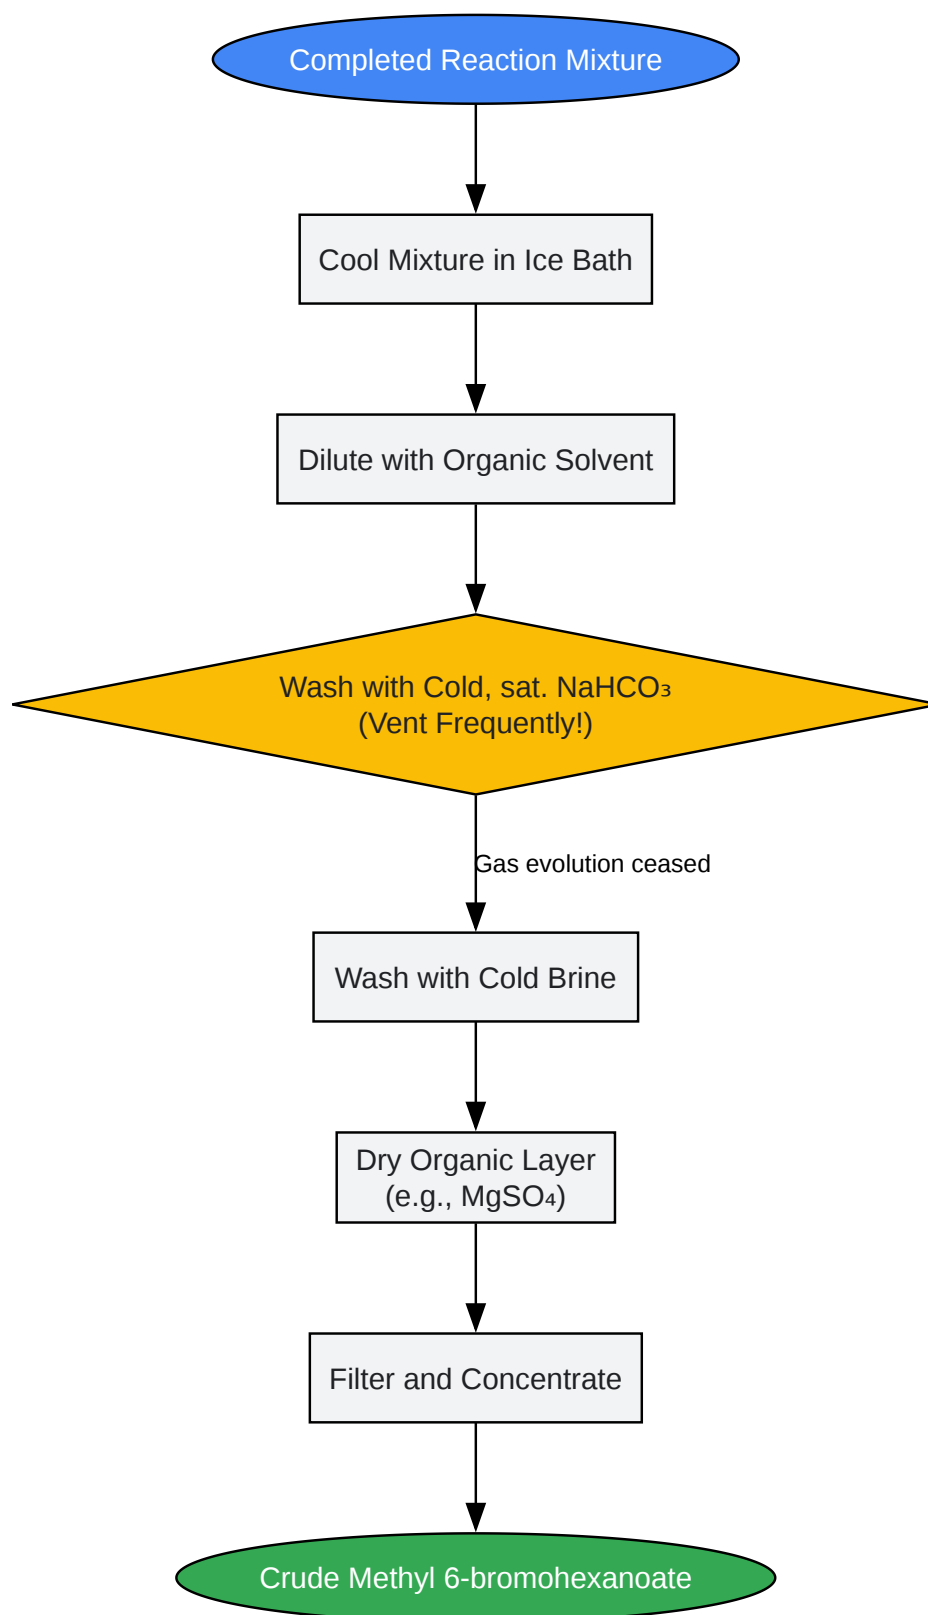 Completed Reaction Mixture
Cool Mixture in Ice Bath
Dilute with Organic Solvent
Wash with Cold, sat. NaHCO₃
(Vent Frequently!)
Gas evolution ceased
Wash with Cold Brine
Dry Organic Layer
(e.g., MgSO₄)
Filter and Concentrate
Crude Methyl 6-bromohexanoate